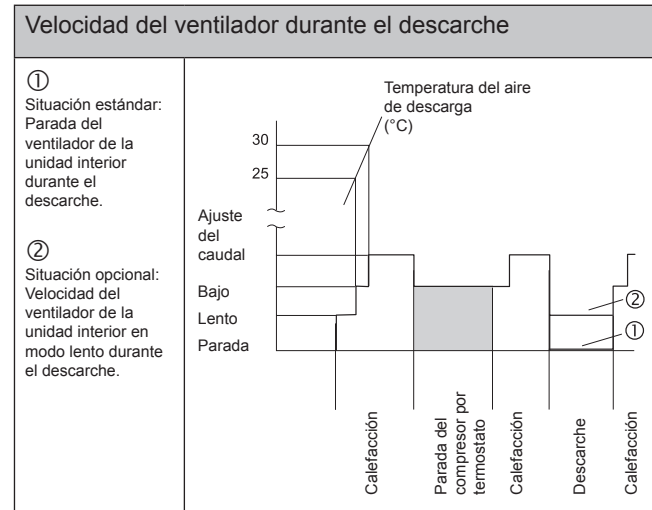 Velocidad del ventilador durante el descarche
①
Situación estándar:
Parada del
ventilador de la
unidad interior
durante el
descarche.
②
Situación opcional:
Velocidad del
ventilador de la
unidad interior en
modo lento durante
el descarche.
Temperatura del aire
de descarga
(°C)
30
25
Ajuste
del
caudal
Bajo
Lento
Parada
②
①
Calefacción
Parada del
compresor por
termostato
Calefacción
Descarche
Calefacción